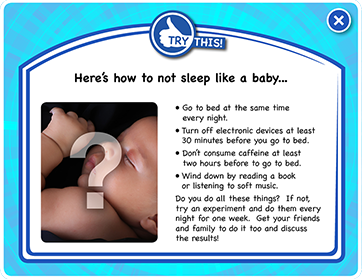 TRY THIS!
Here's how to not sleep like a baby...
?
• Go to bed at the same time
every night.
• Turn off electronic devices at least
30 minutes before you go to bed.
• Don't consume caffeine at least
two hours before to go to bed.
• Wind down by reading a book
or listening to soft music.
Do you do all these things? If not,
try an experiment and do them every
night for one week. Get your friends
and family to do it too and discuss
the results!